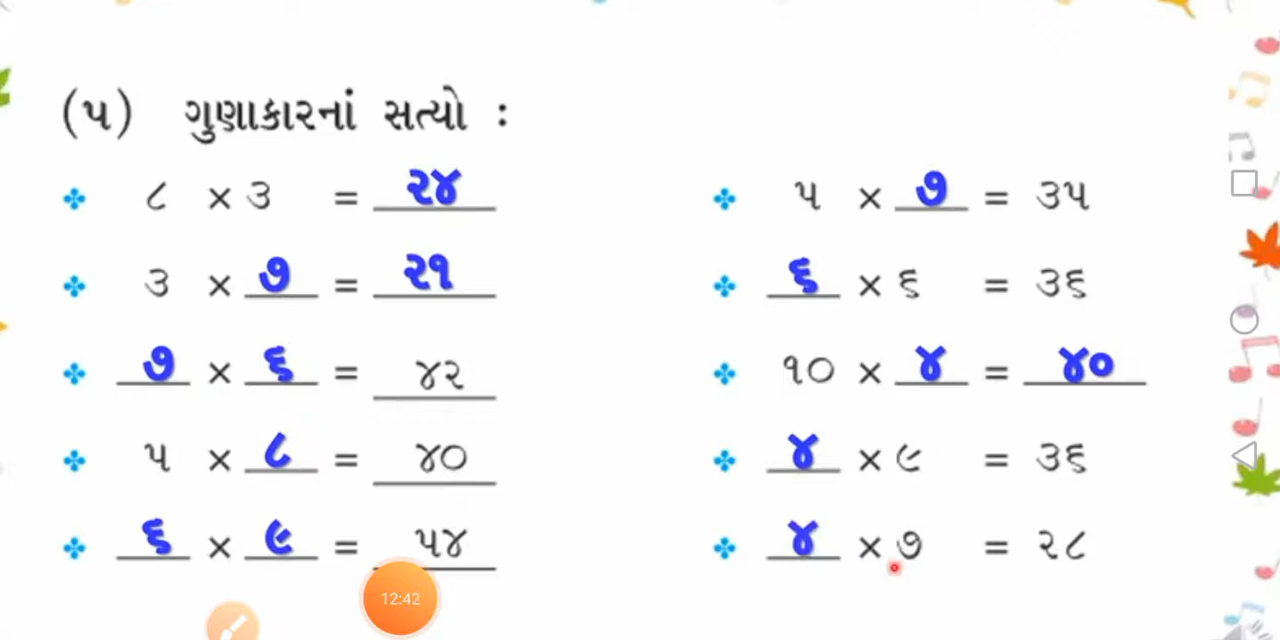 (૫) ગુણાકારનાં સત્યો :
૮ × ૩ = ૨૪
૩ × ૭ = ૨૧
૭ × ૬ = ૪૨
૫ × ૮ = ૪૦
૬ × ૯ = ૫૪
૫ × ૭ = ૩૫
૬ × ૬ = ૩૬
૧૦ × ૪ = ૪૦
૪ × ૯ = ૩૬
૪ × ૭ = ૨૮
12:42